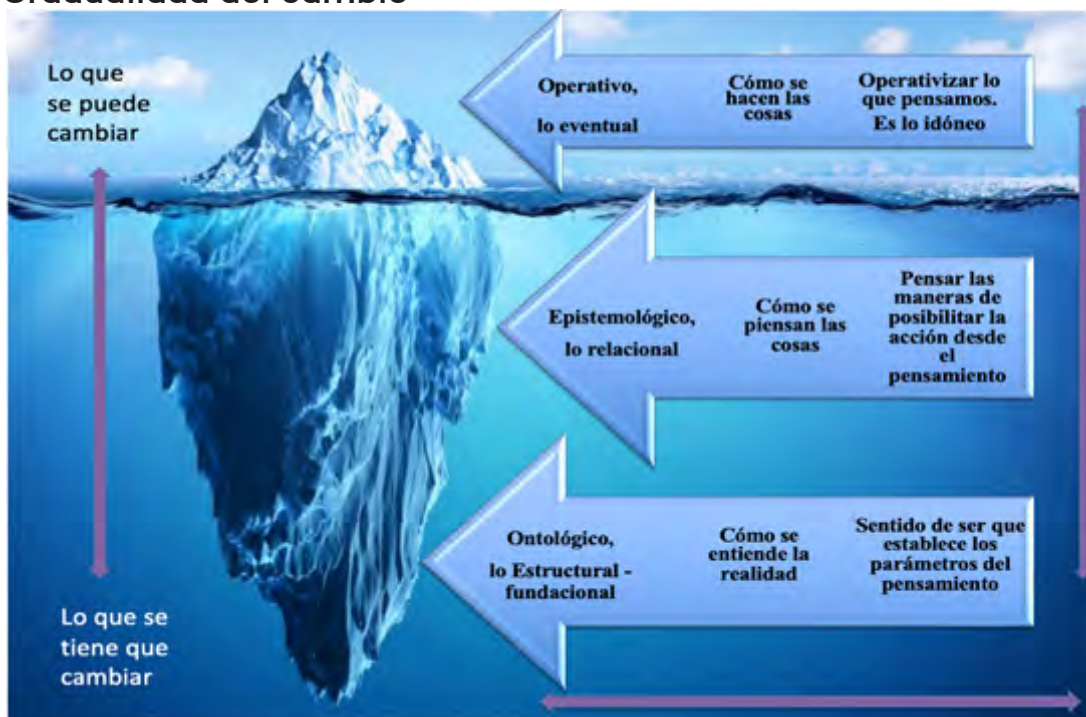 Gradualidad del cambio
Lo que
se puede
cambiar
Operativo,
lo eventual
Cómo se
hacen las
cosas
Operativizar lo
que pensamos.
Es lo idóneo
Epistemológico,
lo relacional
Cómo se
piensan las
cosas
Pensar las
maneras de
posibilitar la
acción desde
el
pensamiento
Ontológico,
lo Estructural -
fundacional
Cómo se
entiende la
realidad
Sentido de ser que
establece los
parámetros del
pensamiento
Lo que se
tiene que
cambiar